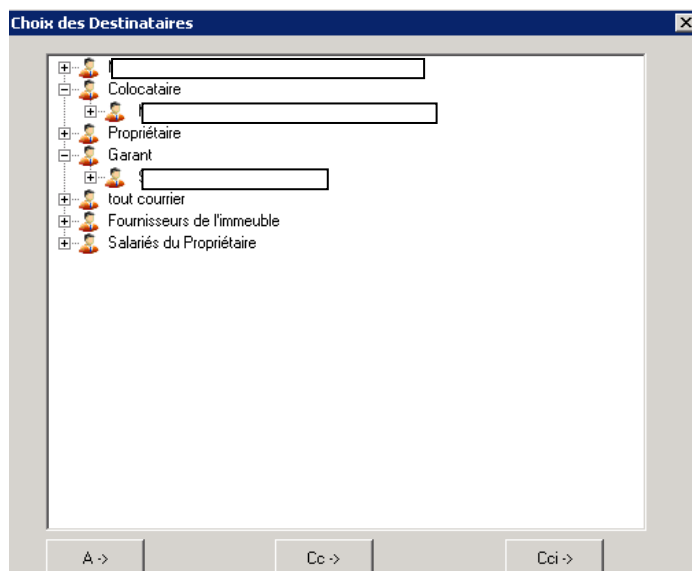 Choix des Destinataires
Colocataire
Propriétaire
Garant
tout courrier
Fournisseurs de l'immeuble
Salariés du Propriétaire
A ->
Cc ->
Cci ->